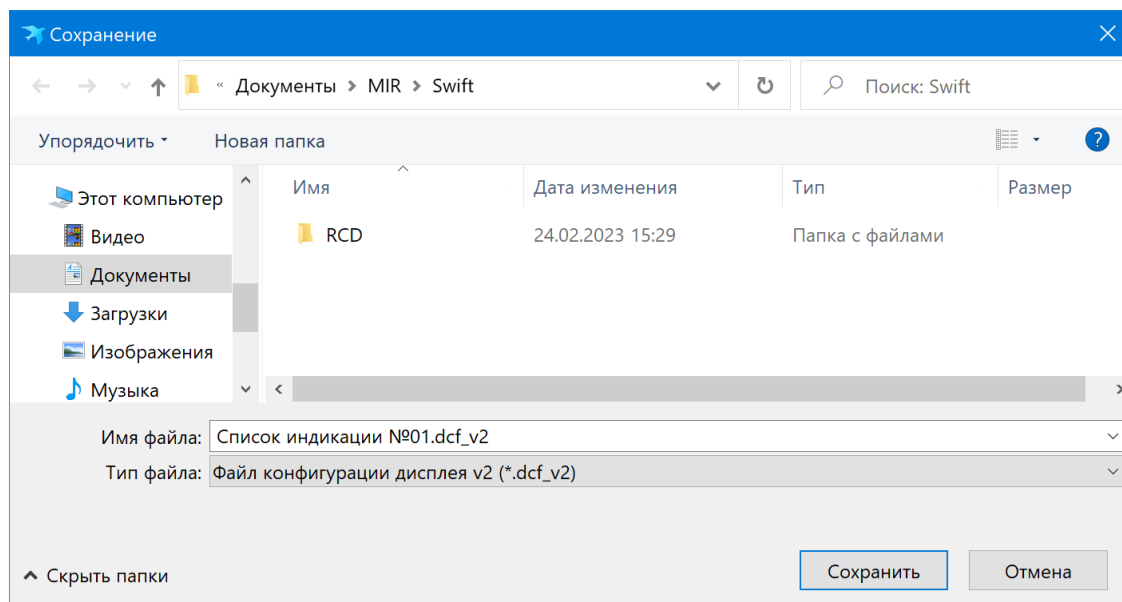 Сохранение
« Документы > MIR > Swift
Поиск: Swift
Упорядочить
Новая папка
?
Имя
Дата изменения
Тип
Размер
Этот компьютер
Видео
Документы
Загрузки
Изображения
Музыка
RCD
24.02.2023 15:29
Папка с файлами
Имя файла: Список индикации №01.dcf_v2
Тип файла: Файл конфигурации дисплея v2 (*.dcf_v2)
Скрыть папки
Сохранить
Отмена